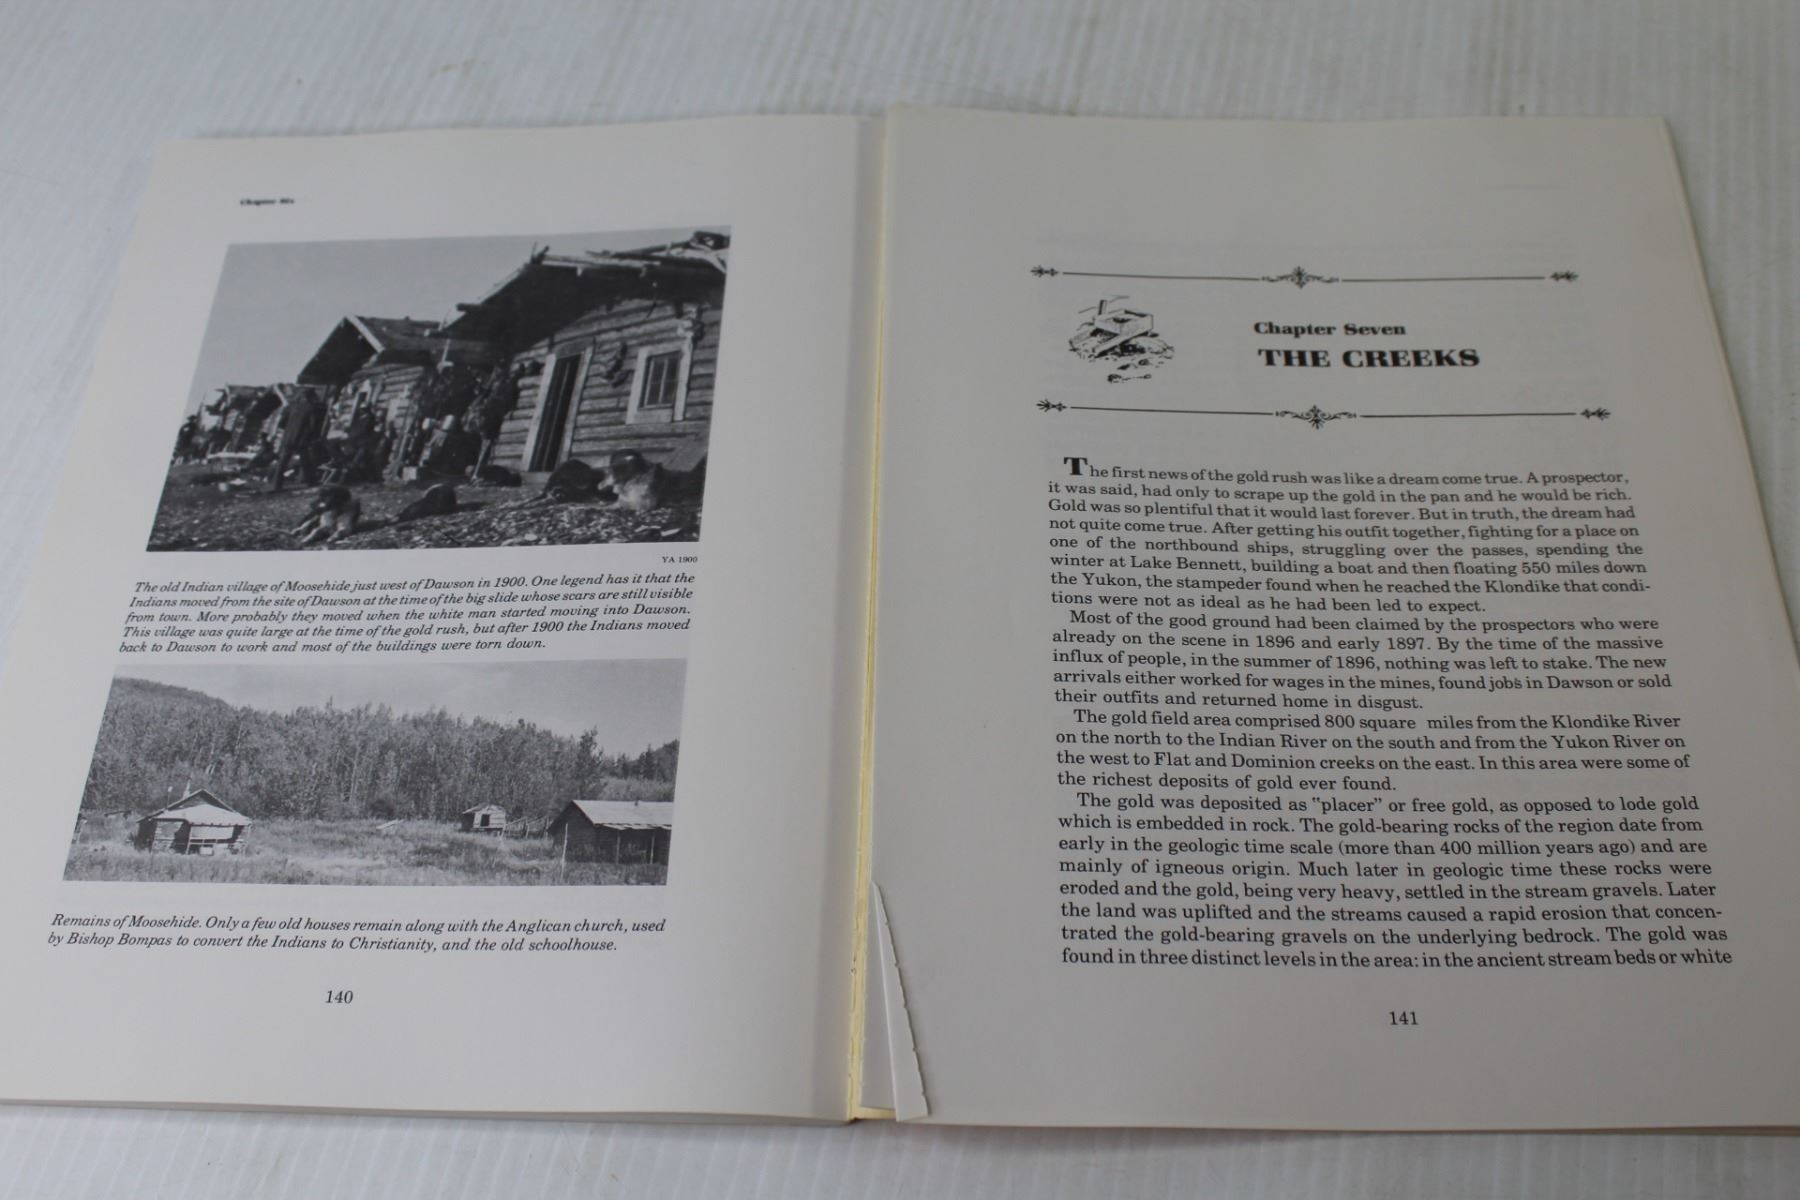 Chapter Six
YA 1900
The old Indian village of Moosehide just west of Dawson in 1900. One legend has it that the
Indians moved from the site of Dawson at the time of the big slide whose scars are still visible
from town. More probably they moved when the white man started moving into Dawson.
This village was quite large at the time of the gold rush, but after 1900 the Indians moved
back to Dawson to work and most of the buildings were torn down.
Remains of Moosehide. Only a few old houses remain along with the Anglican church, used
by Bishop Bompas to convert the Indians to Christianity, and the old schoolhouse.
140
Chapter Seven
THE CREEKS
The first news of the gold rush was like a dream come true. A prospector,
it was said, had only to scrape up the gold in the pan and he would be rich.
Gold was so plentiful that it would last forever. But in truth, the dream had
not quite come true. After getting his outfit together, fighting for a place on
one of the northbound ships, struggling over the passes, spending the
winter at Lake Bennett, building a boat and then floating 550 miles down
the Yukon, the stampeder found when he reached the Klondike that condi-
tions were not as ideal as he had been led to expect.
Most of the good ground had been claimed by the prospectors who were
already on the scene in 1896 and early 1897. By the time of the massive
influx of people, in the summer of 1896, nothing was left to stake. The new
arrivals either worked for wages in the mines, found jobs in Dawson or sold
their outfits and returned home in disgust.
The gold field area comprised 800 square miles from the Klondike River
on the north to the Indian River on the south and from the Yukon River on
the west to Flat and Dominion creeks on the east. In this area were some of
the richest deposits of gold ever found.
The gold was deposited as "placer" or free gold, as opposed to lode gold
which is embedded in rock. The gold-bearing rocks of the region date from
early in the geologic time scale (more than 400 million years ago) and are
mainly of igneous origin. Much later in geologic time these rocks were
eroded and the gold, being very heavy, settled in the stream gravels. Later
the land was uplifted and the streams caused a rapid erosion that concen-
trated the gold-bearing gravels on the underlying bedrock. The gold was
found in three distinct levels in the area: in the ancient stream beds or white
141